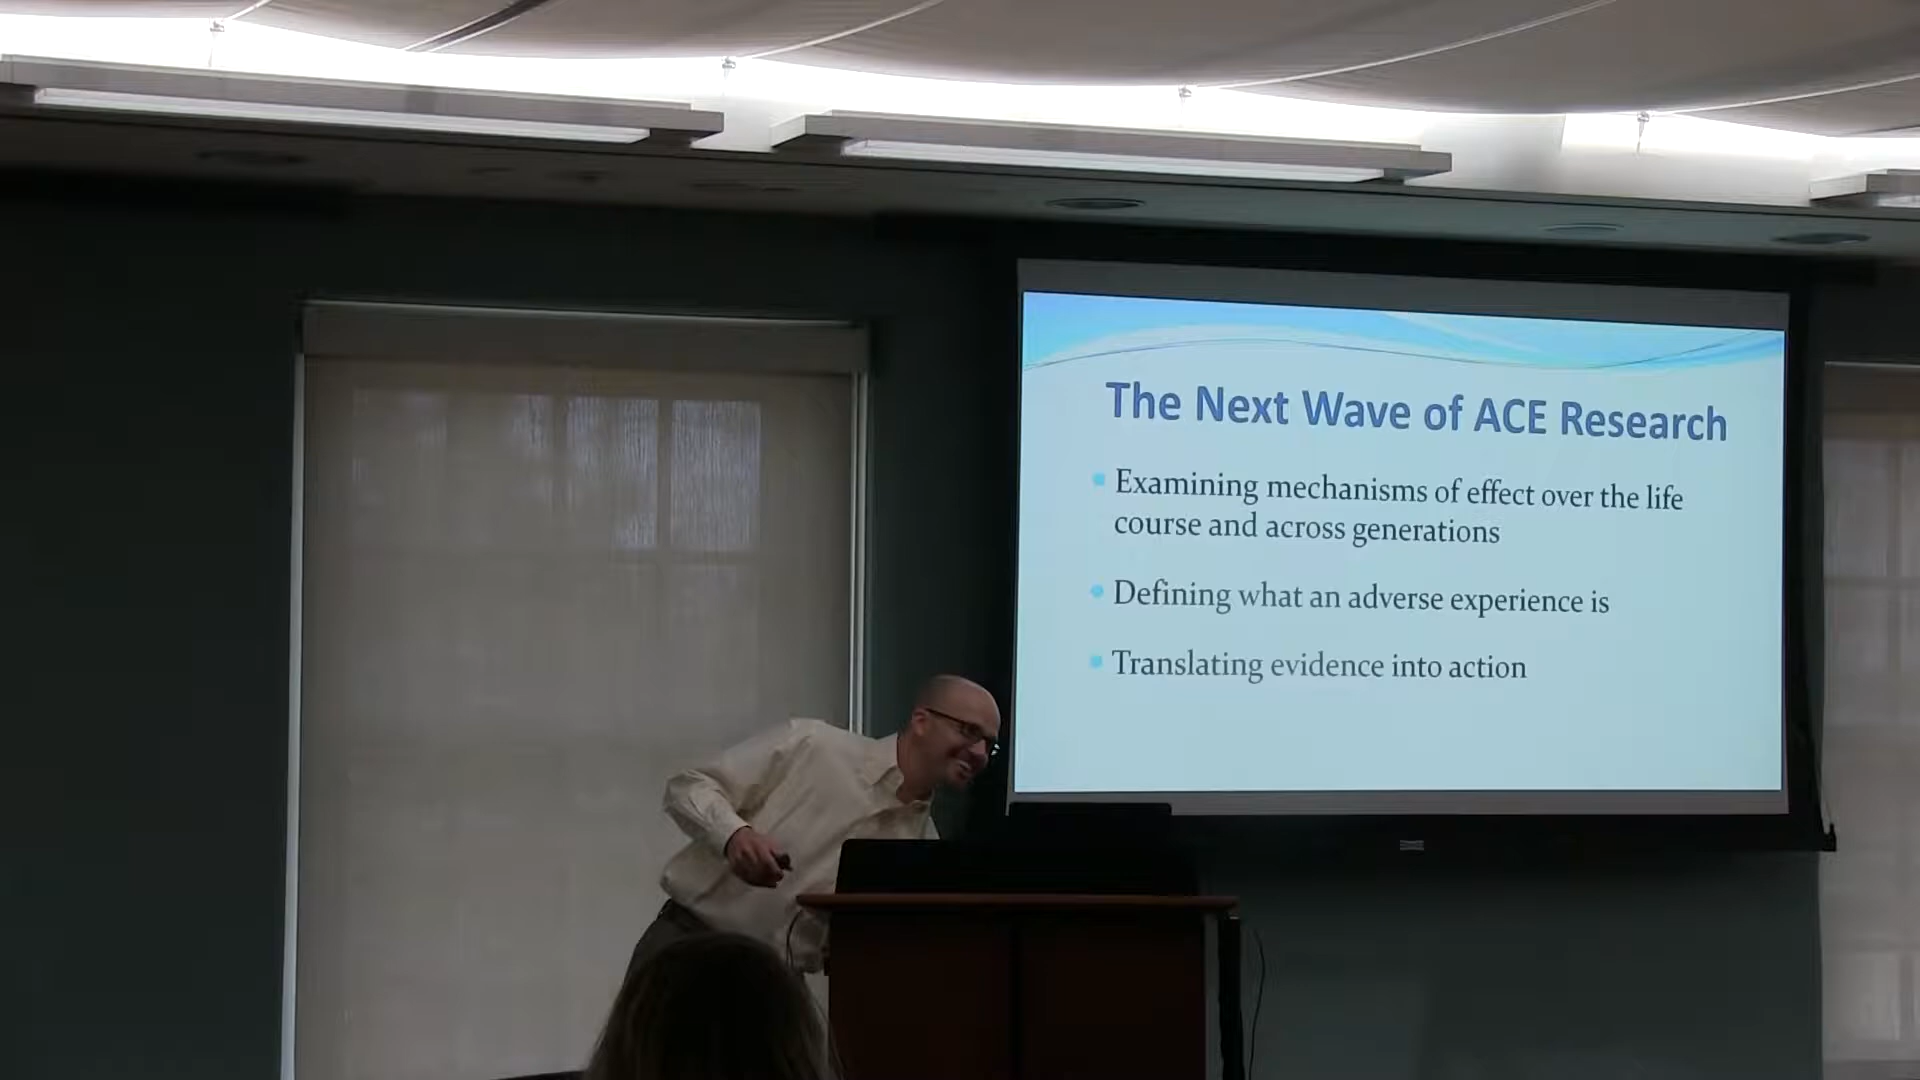 The Next Wave of ACE Research
Examining mechanisms of effect over the life
course and across generations
Defining what an adverse experience is
Translating evidence into action